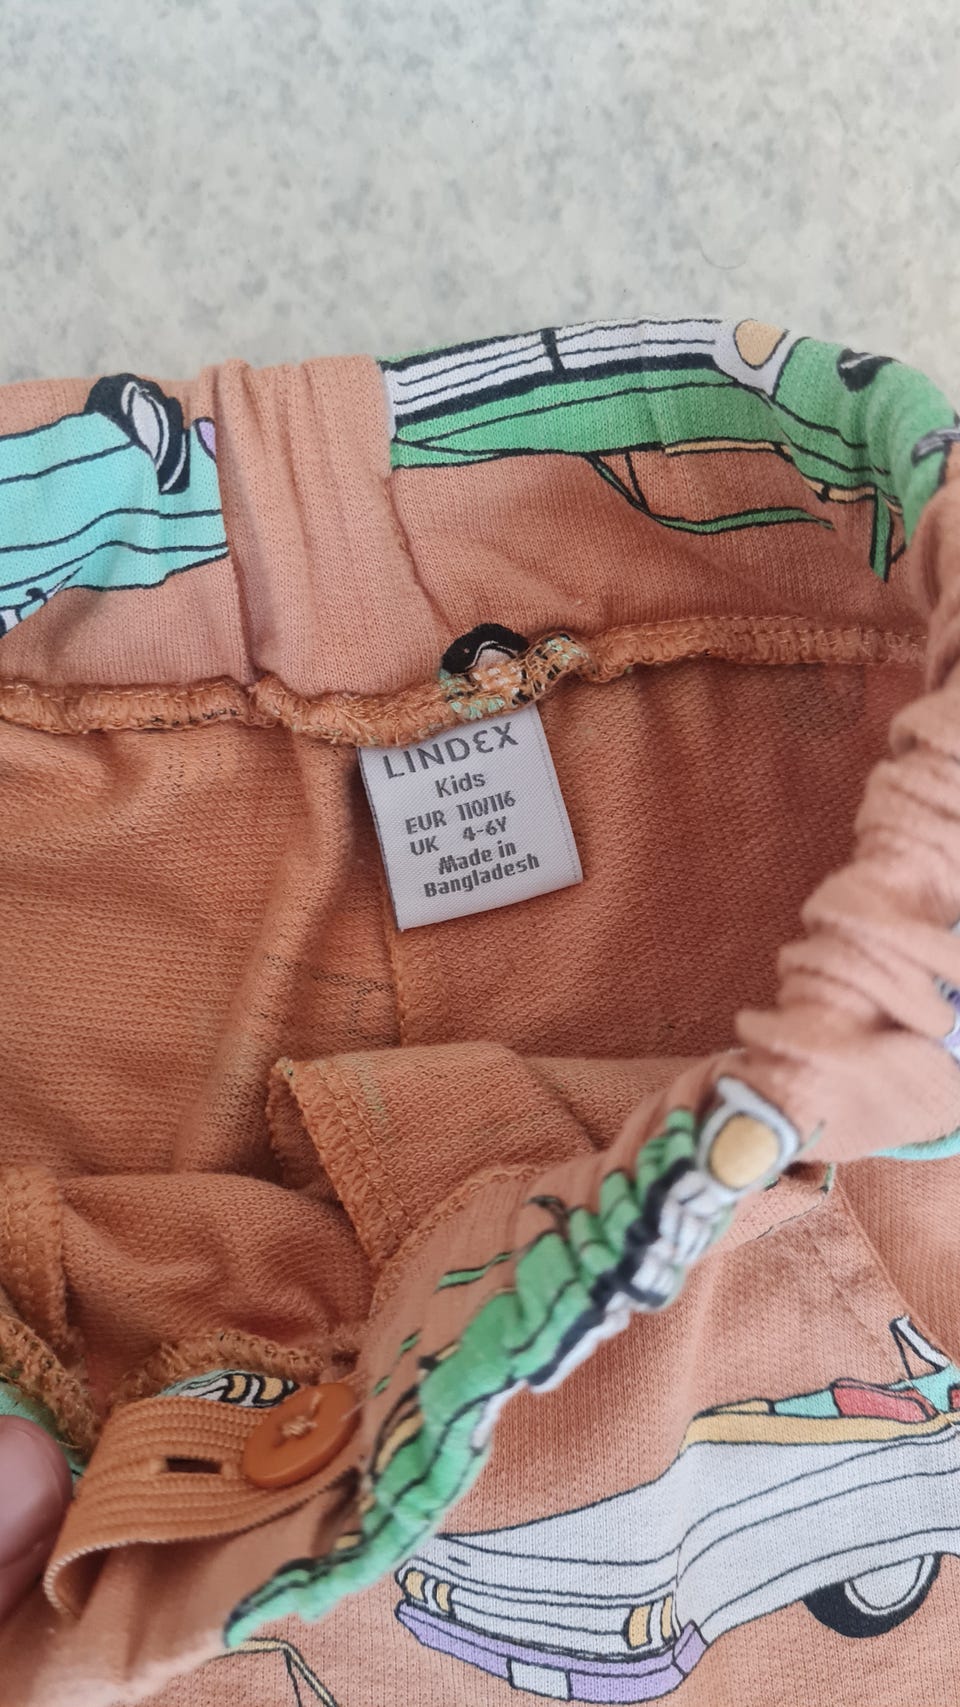 LINDEX
Kids
EUR 110/116
UK 4-6Y
Made in
Bangladesh